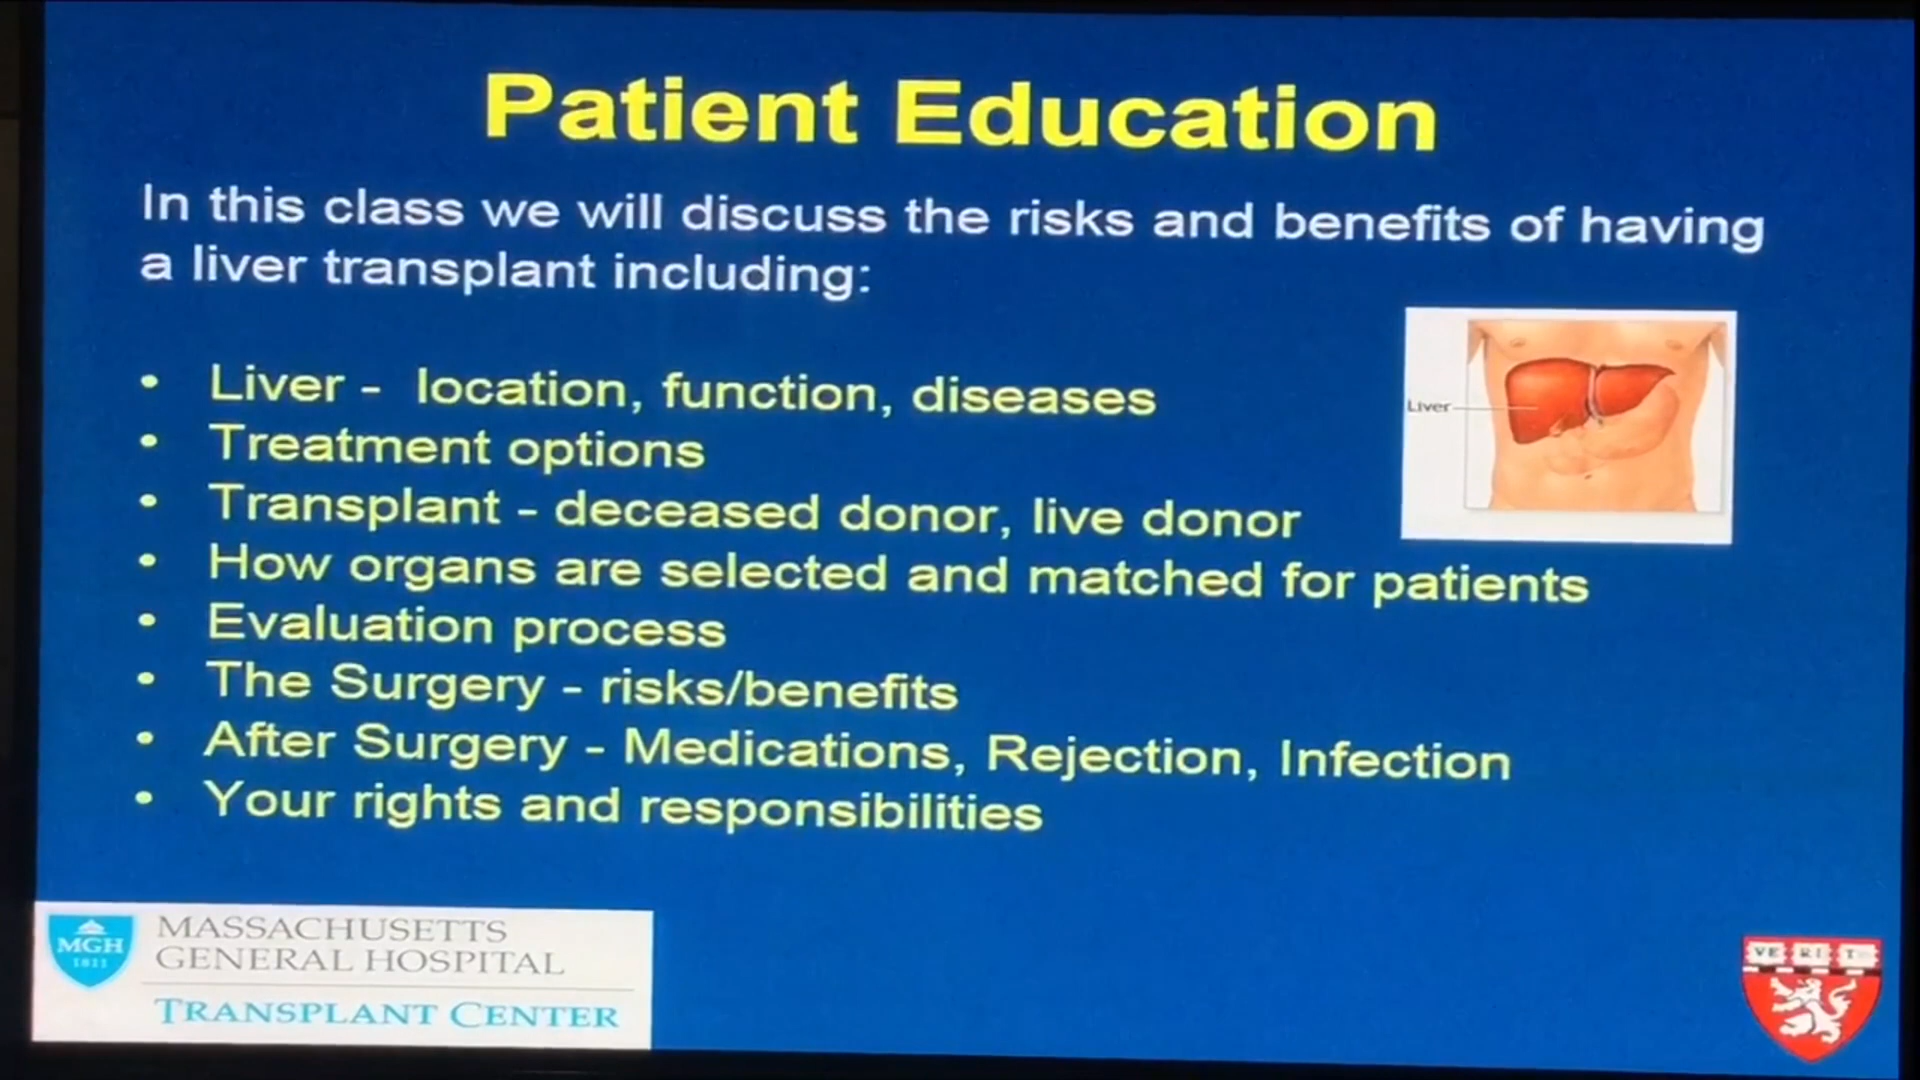 Patient Education
In this class we will discuss the risks and benefits of having
a liver transplant including:
• Liver - location, function, diseases
Liver
• Treatment options
• Transplant - deceased donor, live donor
• How organs are selected and matched for patients
• Evaluation process
• The Surgery - risks/benefits
• After Surgery - Medications, Rejection, Infection
• Your rights and responsibilities
MGH
1811
MASSACHUSETTS
GENERAL HOSPITAL
TRANSPLANT CENTER
VE RI T